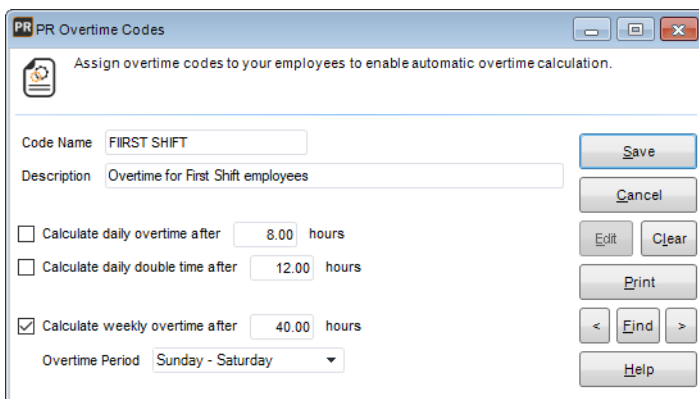 PR PR Overtime Codes
Assign overtime codes to your employees to enable automatic overtime calculation.
Code Name FIIRST SHIFT
Save
Description Overtime for First Shift employees
Cancel
Calculate daily overtime after 8.00 hours
Edit Clear
Calculate daily double time after 12.00 hours
Print
Calculate weekly overtime after 40.00 hours
< Find >
Overtime Period Sunday - Saturday
Help